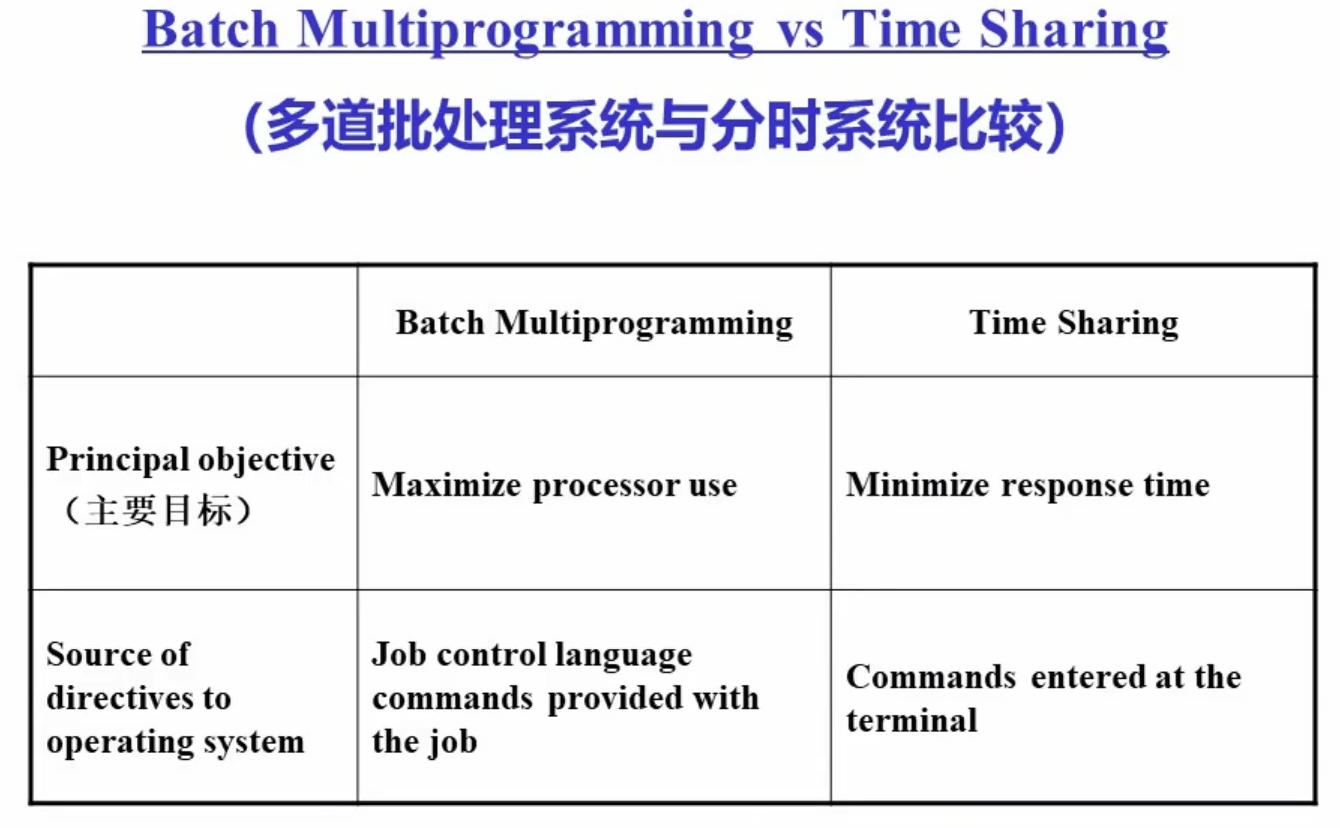 Batch Multiprogramming vs Time Sharing
(多道批处理系统与分时系统比较)
Batch Multiprogramming
Time Sharing
Principal objective
（主要目标）
Maximize processor use
Minimize response time
Source of
directives to
operating system
Job control language
commands provided with
the job
Commands entered at the
terminal